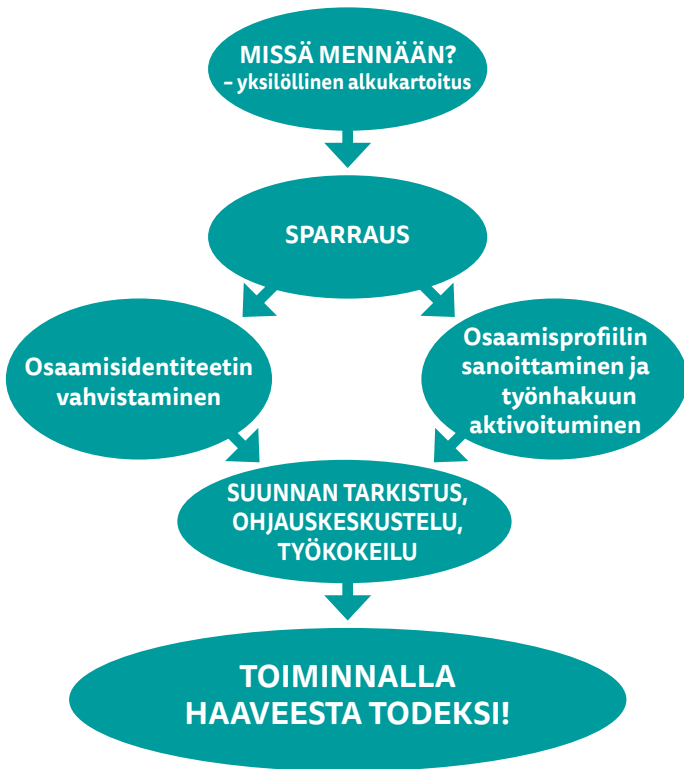 MISSÄ MENNÄÄN?
– yksilöllinen alkukartoitus
SPARRAUS
Osaamisidentiteetin
vahvistaminen
Osaamisprofiilin
sanoittaminen ja
työnhakuun
aktivoituminen
SUUNNAN TARKISTUS,
OHJAUSKESKUSTELU,
TYÖKOKEILU
TOIMINNALLA
HAAVEESTA TODEKSI!